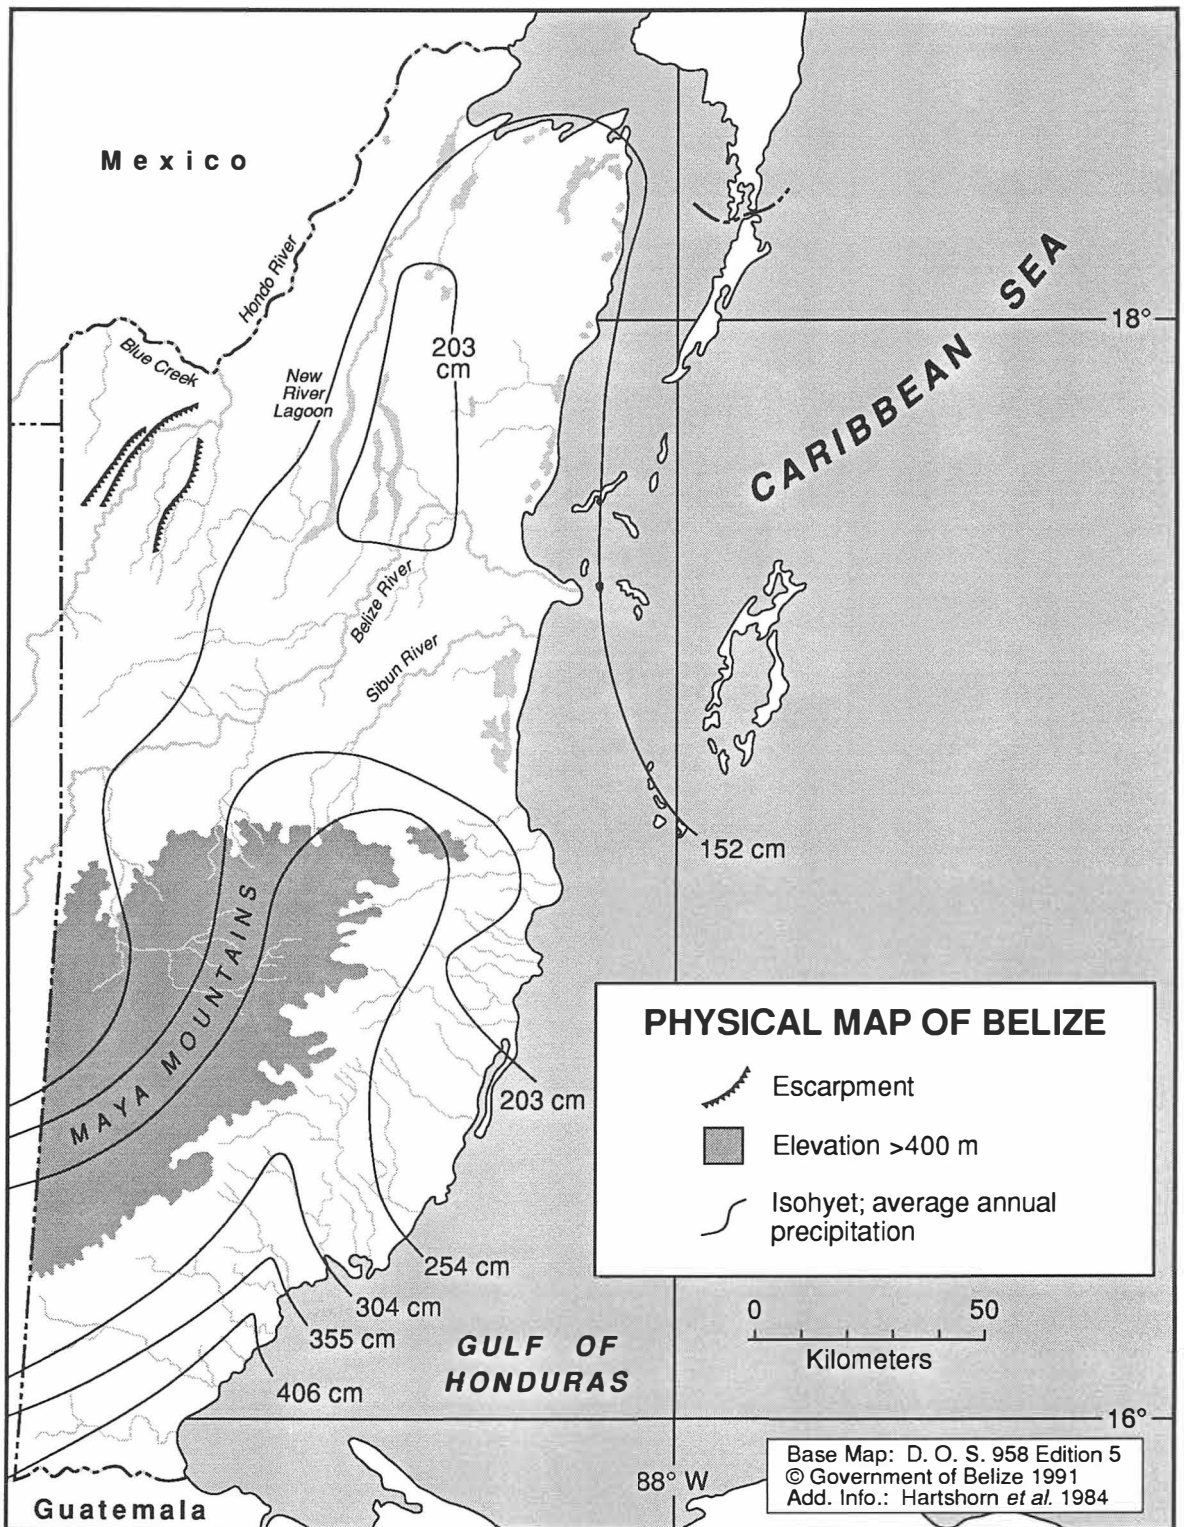 Mexico
Hondo River
Blue Creek
New
River
Lagoon
203
cm
18°
CARIBBEAN SEA
Belize River
Sibun River
152 cm
MAYA MOUNTAINS
203 cm
254 cm
304 cm
355 cm
406 cm
GULF OF
HONDURAS
PHYSICAL MAP OF BELIZE
Escarpment
Elevation >400 m
Isohyet; average annual
precipitation
0 50
Kilometers
16°
88° W
Guatemala
Base Map: D. O. S. 958 Edition 5
© Government of Belize 1991
Add. Info.: Hartshorn et al. 1984